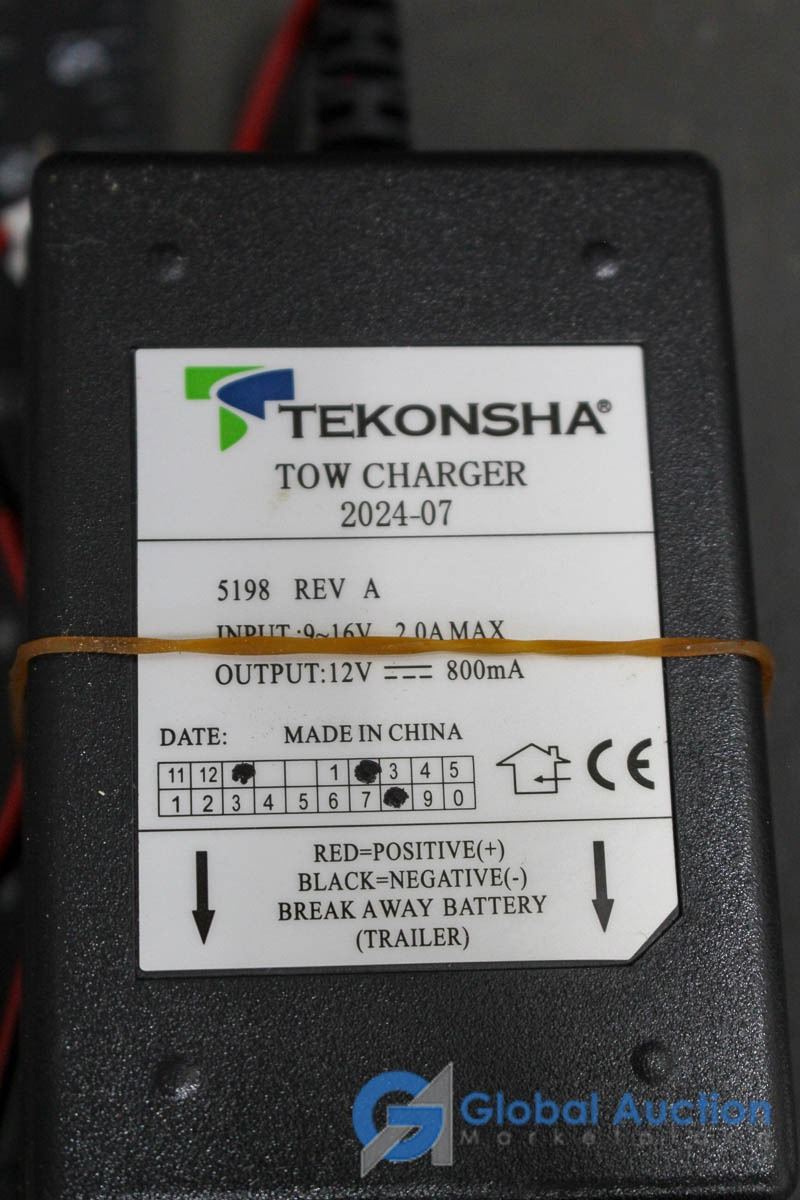 TEKONSHA®
TOW CHARGER
2024-07
5198 REV A
INPUT:9~16V 2.0A MAX
OUTPUT:12V 800mA
DATE: MADE IN CHINA
11 12 1 3 4 5
1 2 3 4 5 6 7 9 0
CE
RED=POSITIVE(+)
BLACK=NEGATIVE(-)
BREAK AWAY BATTERY
(TRAILER)
Global Auction
Marketplace